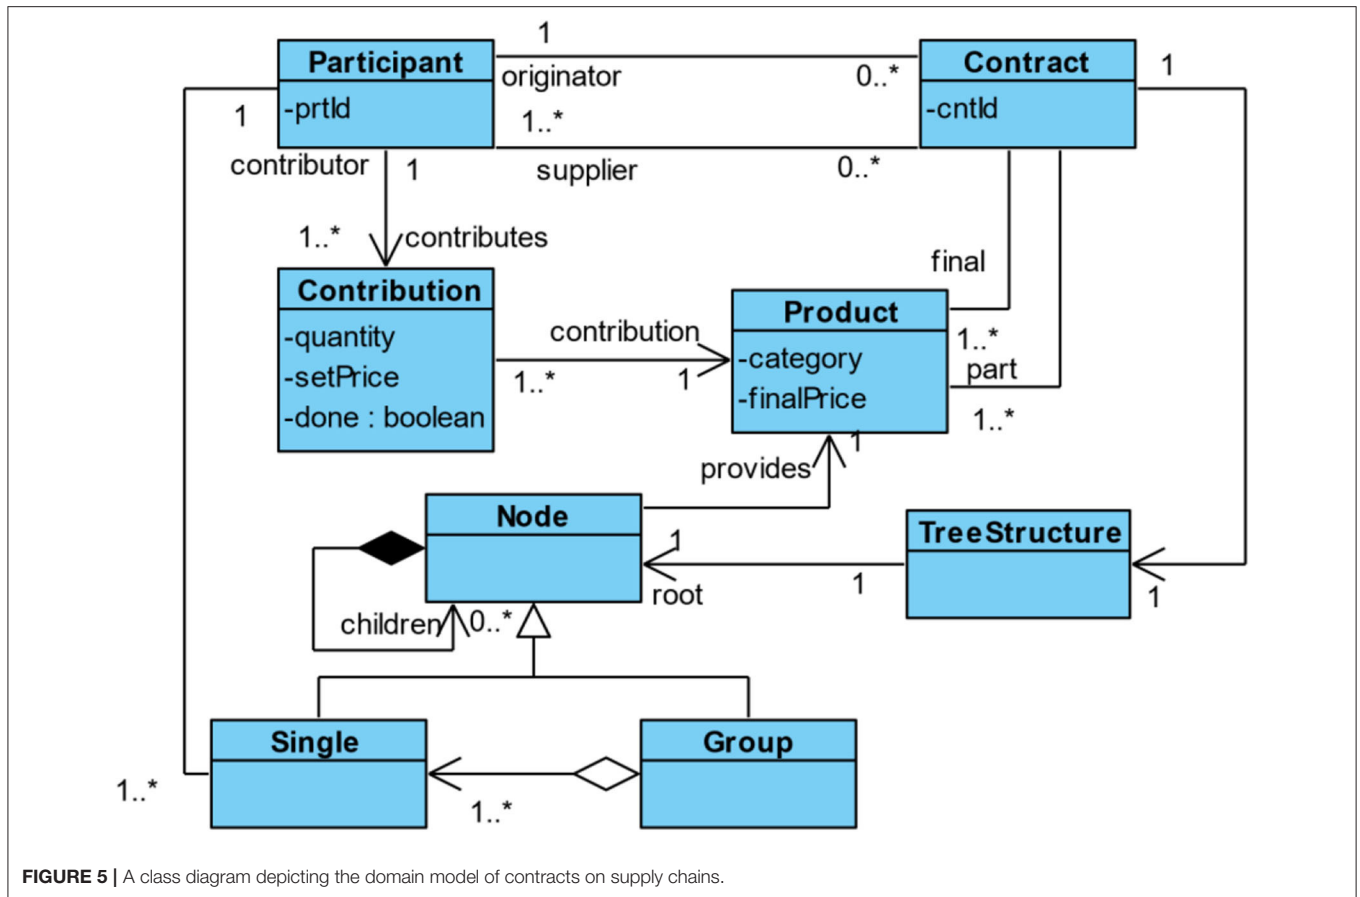 1
Participant
originator
0..*
Contract
1
-prtId
-cntId
1
1..*
contributor
1
supplier
0..*
1..*
contributes
final
Contribution
-quantity
-setPrice
-done : boolean
contribution
1..*
1
Product
-category
-finalPrice
1..*
part
1..*
1
provides
Node
1
TreeStructure
root
1
1
children
0..*
Single
Group
1..*
1..*
FIGURE 5 | A class diagram depicting the domain model of contracts on supply chains.